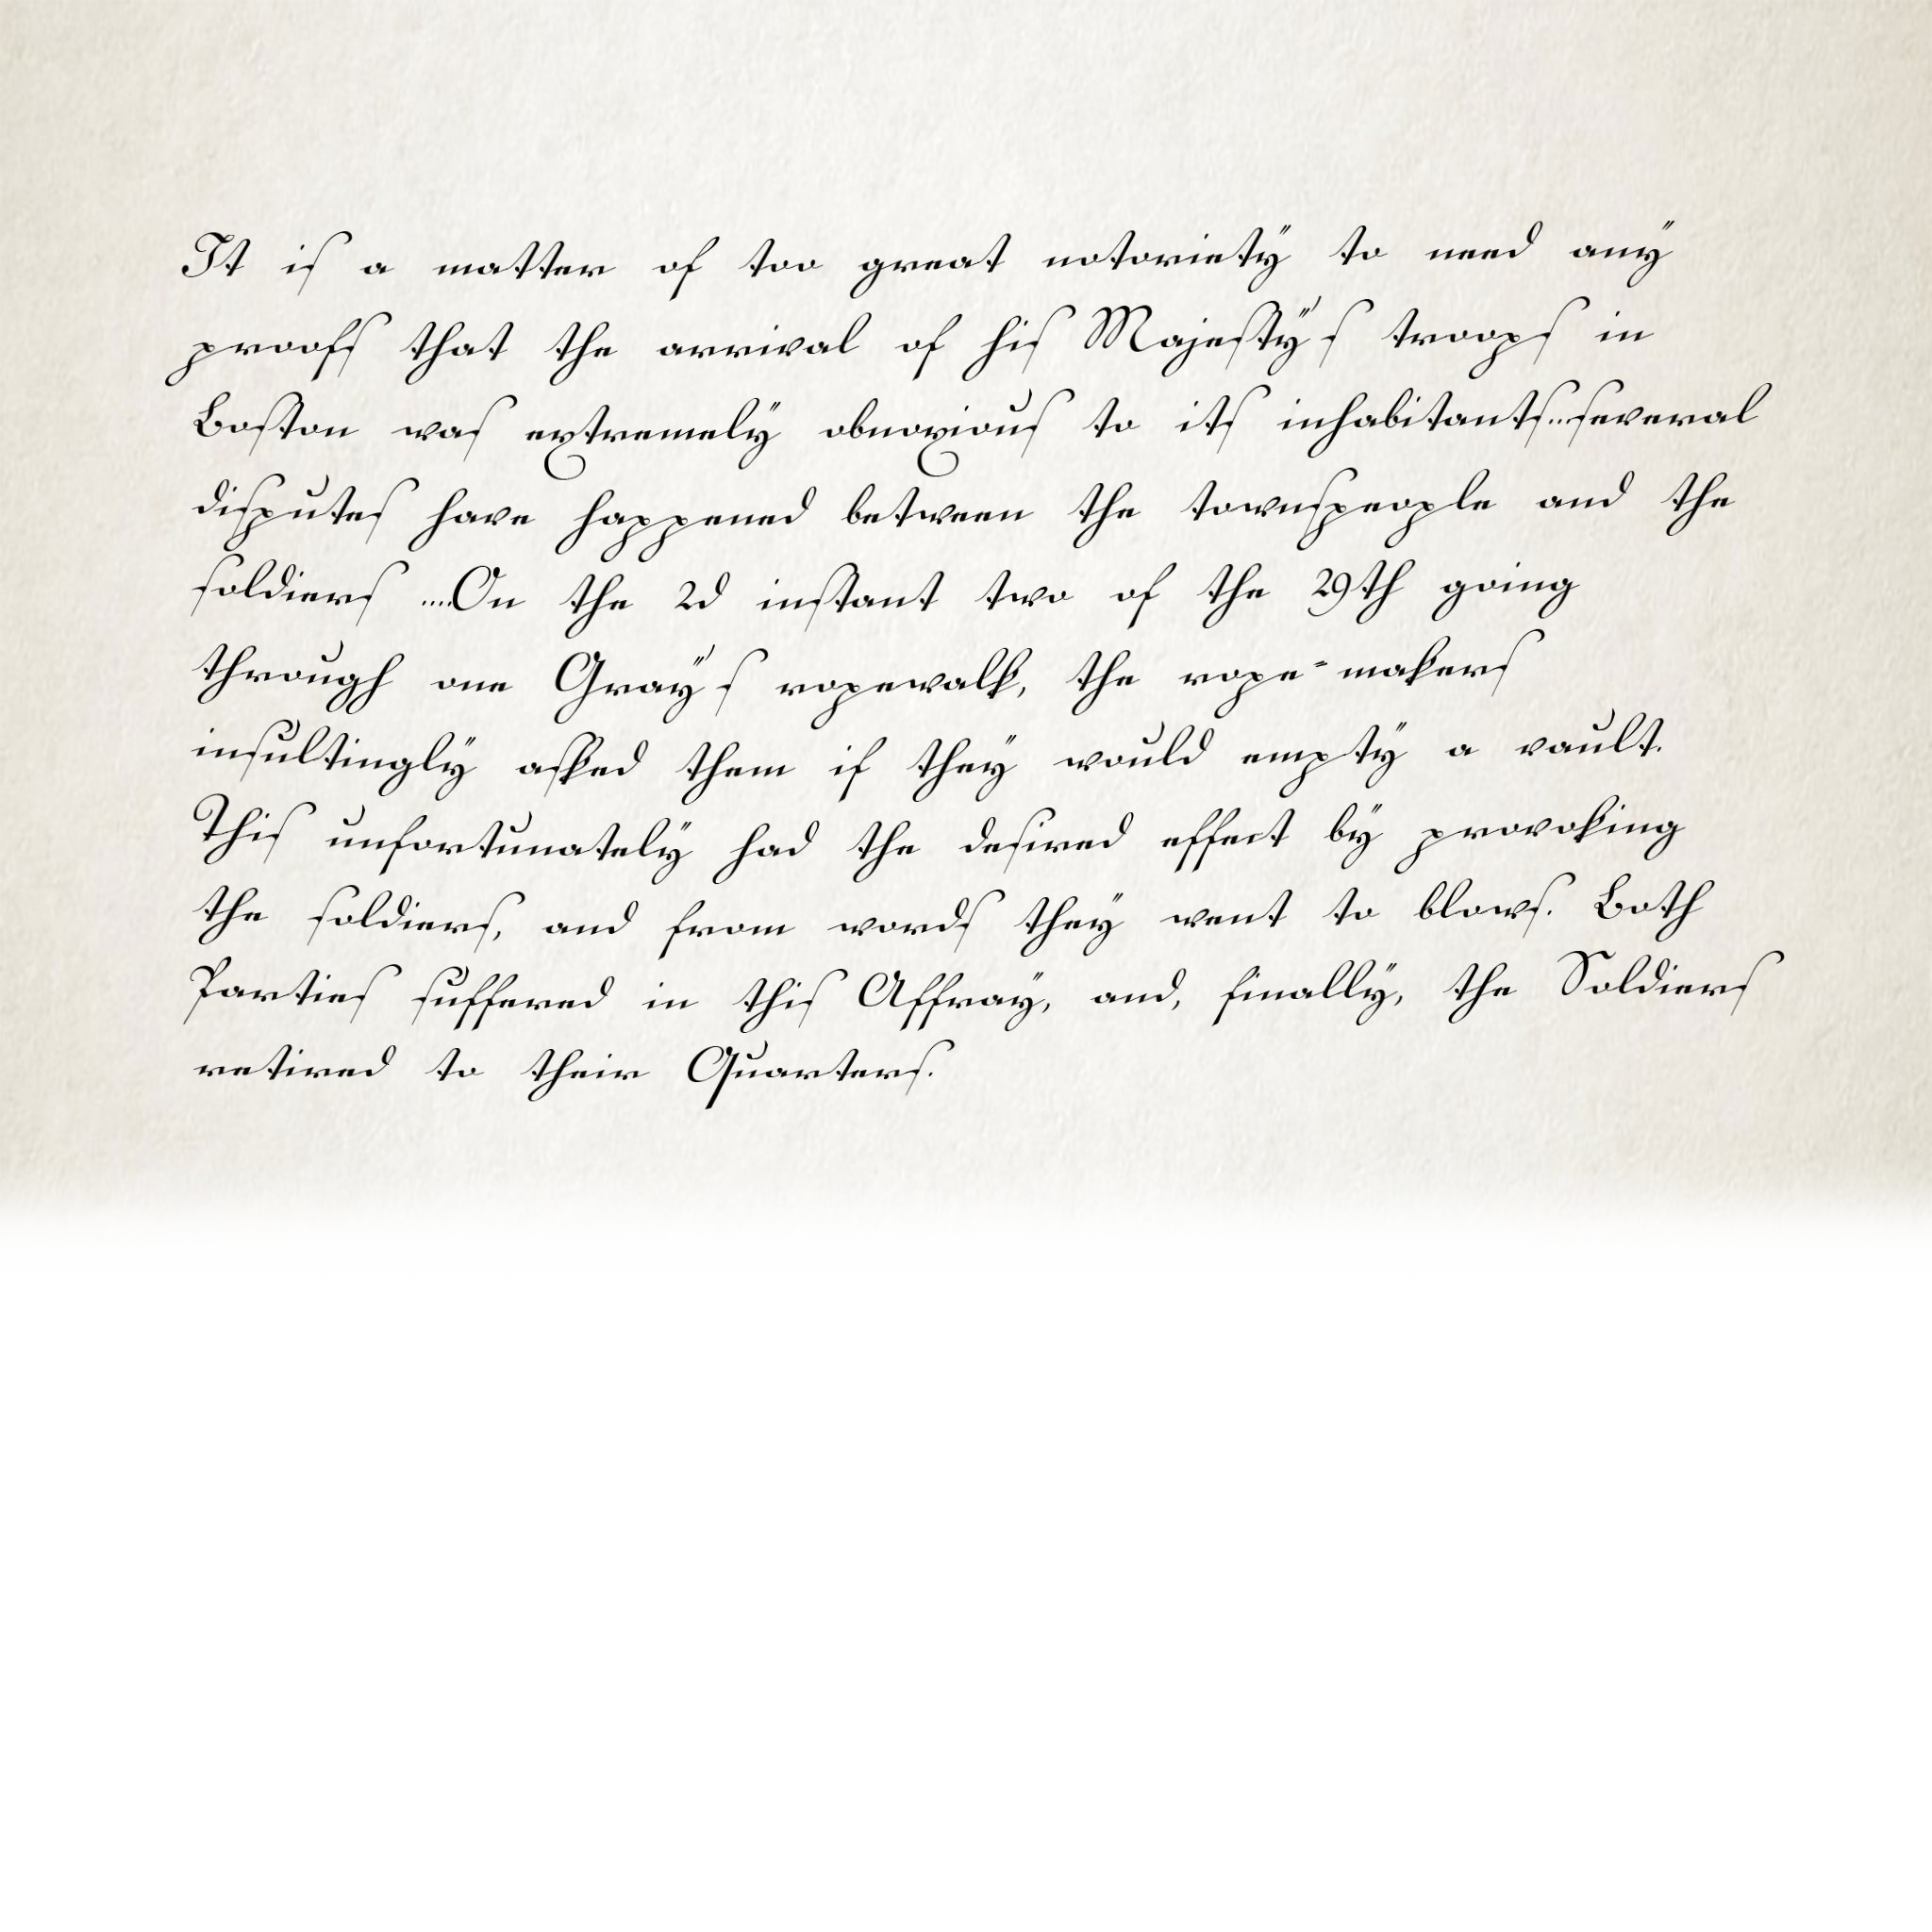 It is a matter of too great notoriety to need any
proofs that the arrival of his Majesty's troops in
Boston was extremely obnoxious to its inhabitants...several
disputes have happened between the townspeople and the
soldiers ....On the 2d instant two of the 29th going
through one Gray's ropewalk, the rope-makers
insultingly asked them if they would empty a vault.
This unfortunately had the desired effect by provoking
the soldiers, and from words they went to blows. Both
Parties suffered in this Affray, and, finally, the Soldiers
retired to their Quarters.